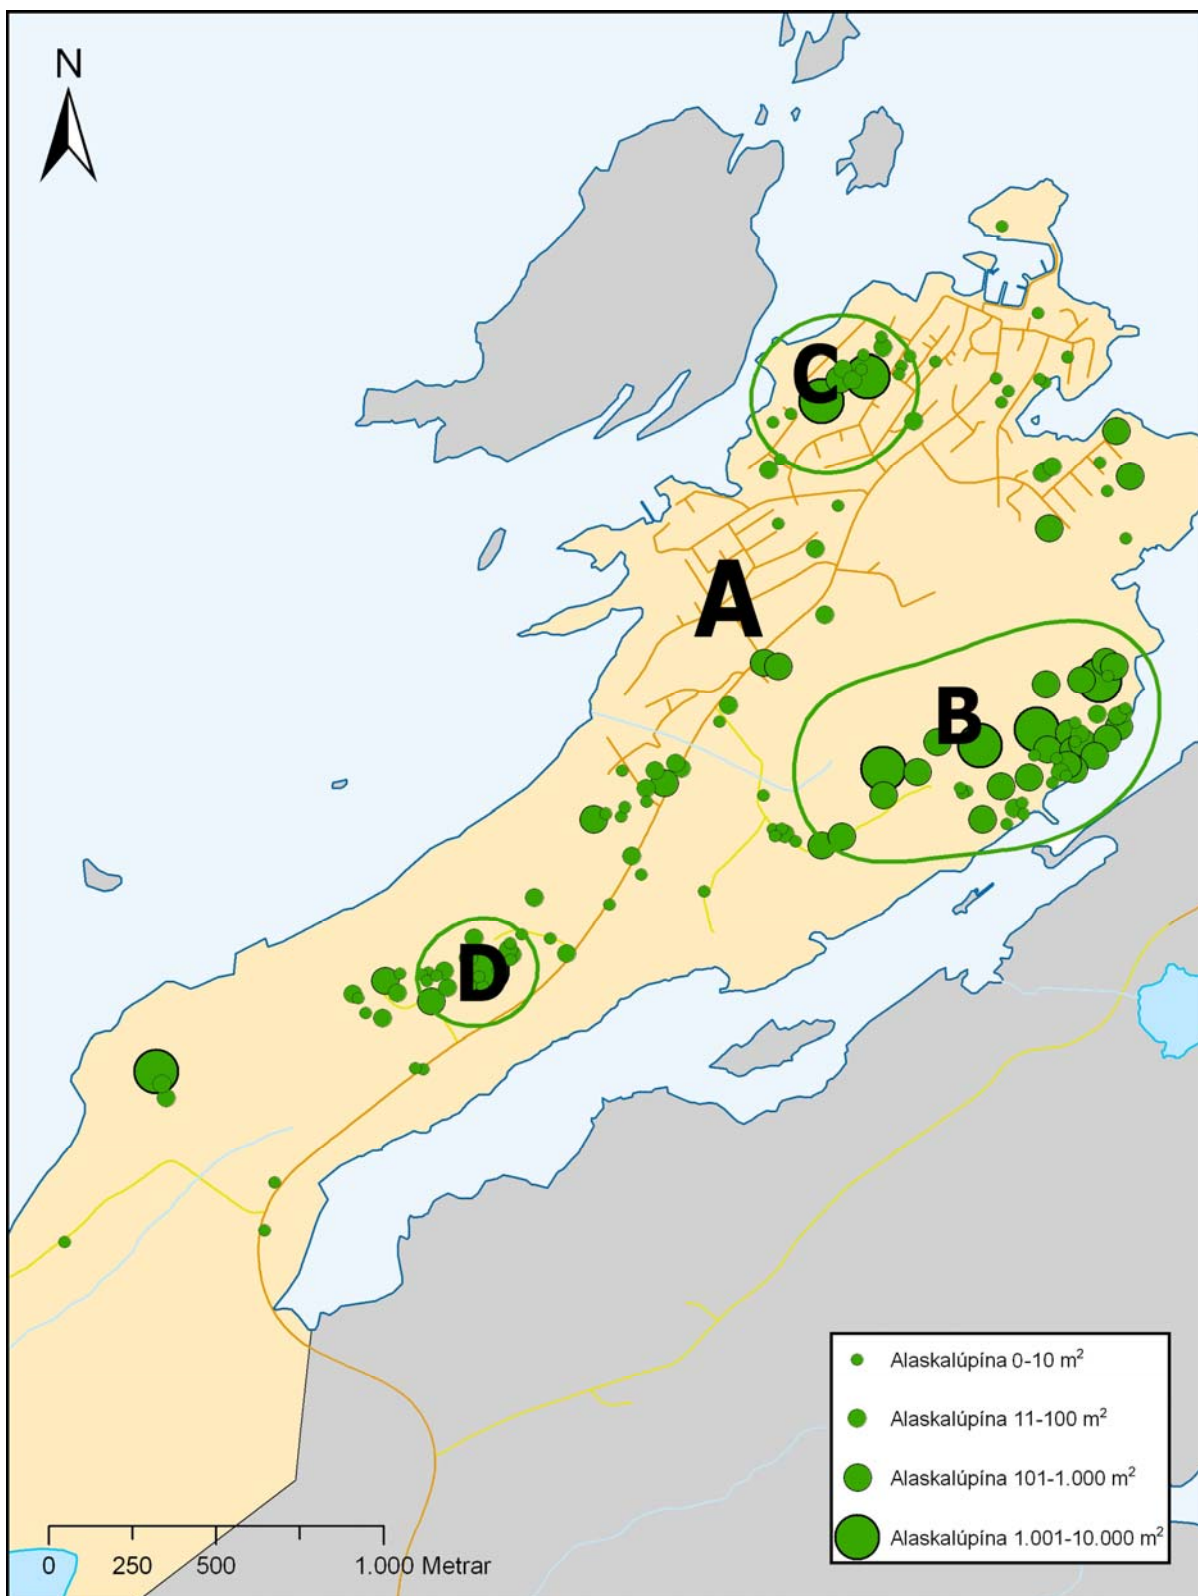 N
C
A
B
D
Alaskalúpína 0-10 m²
Alaskalúpína 11-100 m²
Alaskalúpína 101-1.000 m²
Alaskalúpína 1.001-10.000 m²
0 250 500 1.000 Metrar